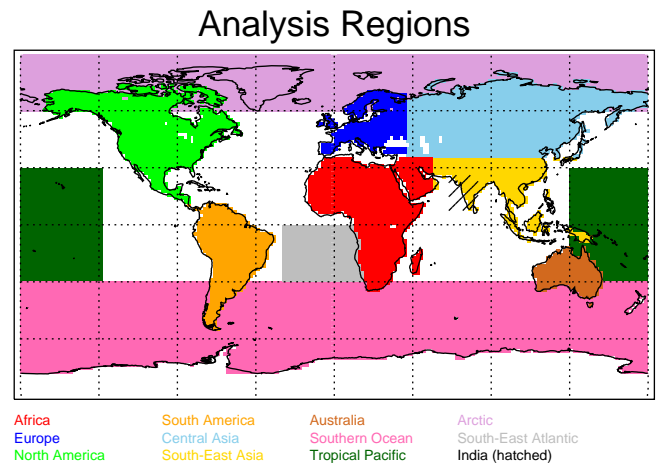 Analysis Regions
Africa South America Australia Arctic
Europe Central Asia Southern Ocean South-East Atlantic
North America South-East Asia Tropical Pacific India (hatched)